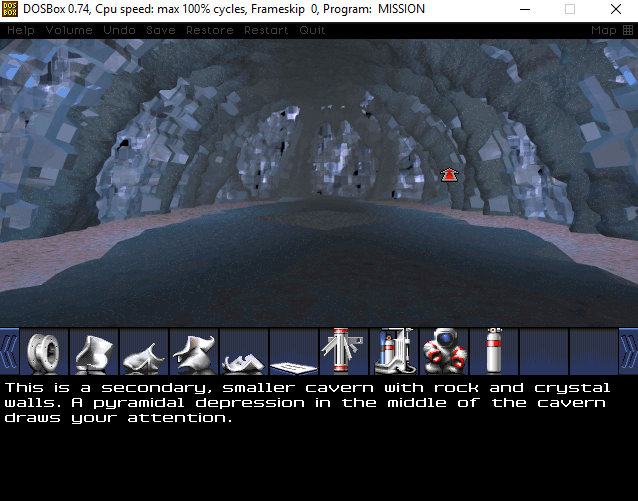 DOS
BOX
DOSBox 0.74, Cpu speed: max 100% cycles, Frameskip 0, Program: MISSION
Help Volume Undo Save Restore Restart Quit Map
This is a secondary, smaller cavern with rock and crystal
walls. A pyramidal depression in the middle of the cavern
draws your attention.